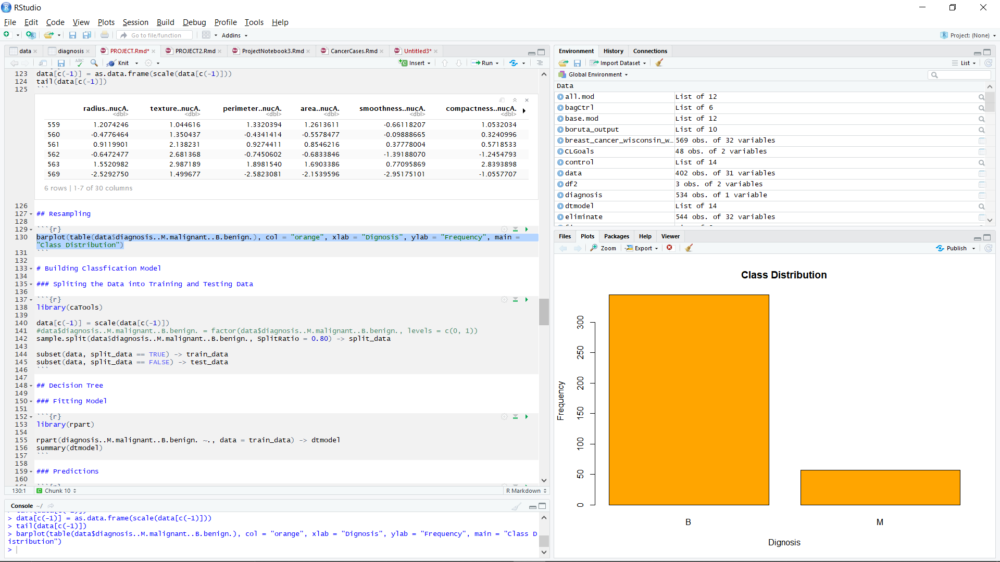 RStudio
File Edit Code View Plots Session Build Debug Profile Tools Help
Go to file/function Addins Project: (None)
data diagnosis PROJECT.Rmd* PROJECT2.Rmd ProjectNotebook3.Rmd CancerCases.Rmd Untitled3*
ABC Knit Insert Run
123 data[c(-1)] = as.data.frame(scale(data[c(-1)]))
124 tail(data[c(-1)])
125 ```
radius..nucA. texture..nucA. perimeter..nucA. area..nucA. smoothness..nucA. compactness..nucA.
<dbl> <dbl> <dbl> <dbl> <dbl> <dbl>
559 1.2074246 1.044616 1.3320394 1.2613611 -0.66118207 1.0532034
560 -0.4776464 1.350437 -0.4341414 -0.5578477 -0.09888665 0.3240996
561 0.9119901 2.138231 0.9274411 0.8546216 0.37778004 0.5718533
562 -0.6472477 2.681368 -0.7450602 -0.6833846 -1.39188070 -1.2454793
563 1.5520982 2.987189 1.8981540 1.6903386 0.77095869 2.8393898
569 -2.5292750 1.499677 -2.5823081 -2.1539596 -2.95175101 -1.0557707
6 rows | 1-7 of 30 columns
126
127 ## Resampling
128
129 ```{r}
130 barplot(table(data$diagnosis..M.malignant..B.benign.), col = "orange", xlab = "Dignosis", ylab = "Frequency", main =
"Class Distribution")
131 ```
132
133 # Building Classfication Model
134
135 ### Spliting the Data into Training and Testing Data
136
137 ```{r}
138 library(caTools)
139
140 data[c(-1)] = scale(data[c(-1)])
141 #data$diagnosis..M.malignant..B.benign. = factor(data$diagnosis..M.malignant..B.benign., levels = c(0, 1))
142 sample.split(data$diagnosis..M.malignant..B.benign., SplitRatio = 0.80) -> split_data
143
144 subset(data, split_data == TRUE) -> train_data
145 subset(data, split_data == FALSE) -> test_data
146 ```
147
148 ## Decision Tree
149
150 ### Fitting Model
151
152 ```{r}
153 library(rpart)
154
155 rpart(diagnosis..M.malignant..B.benign. ~., data = train_data) -> dtmodel
156 summary(dtmodel)
157 ```
158
159 ### Predictions
160
130:1 Chunk 10 R Markdown
Console ~/
> data[c(-1)] = as.data.frame(scale(data[c(-1)]))
> tail(data[c(-1)])
> barplot(table(data$diagnosis..M.malignant..B.benign.), col = "orange", xlab = "Dignosis", ylab = "Frequency", main = "Class D
istribution")
>
Environment History Connections
Import Dataset List
Global Environment
Data
all.mod List of 12
bagCtrl List of 6
base.mod List of 12
boruta_output List of 10
breast_cancer_wisconsin_w... 569 obs. of 32 variables
CLGoals 48 obs. of 2 variables
control List of 14
data 402 obs. of 31 variables
df2 3 obs. of 2 variables
diagnosis 534 obs. of 1 variable
dtmodel List of 14
eliminate 544 obs. of 32 variables
Files Plots Packages Help Viewer
Zoom Export Publish
Class Distribution
Frequency
300
250
200
150
100
50
0
B M
Dignosis